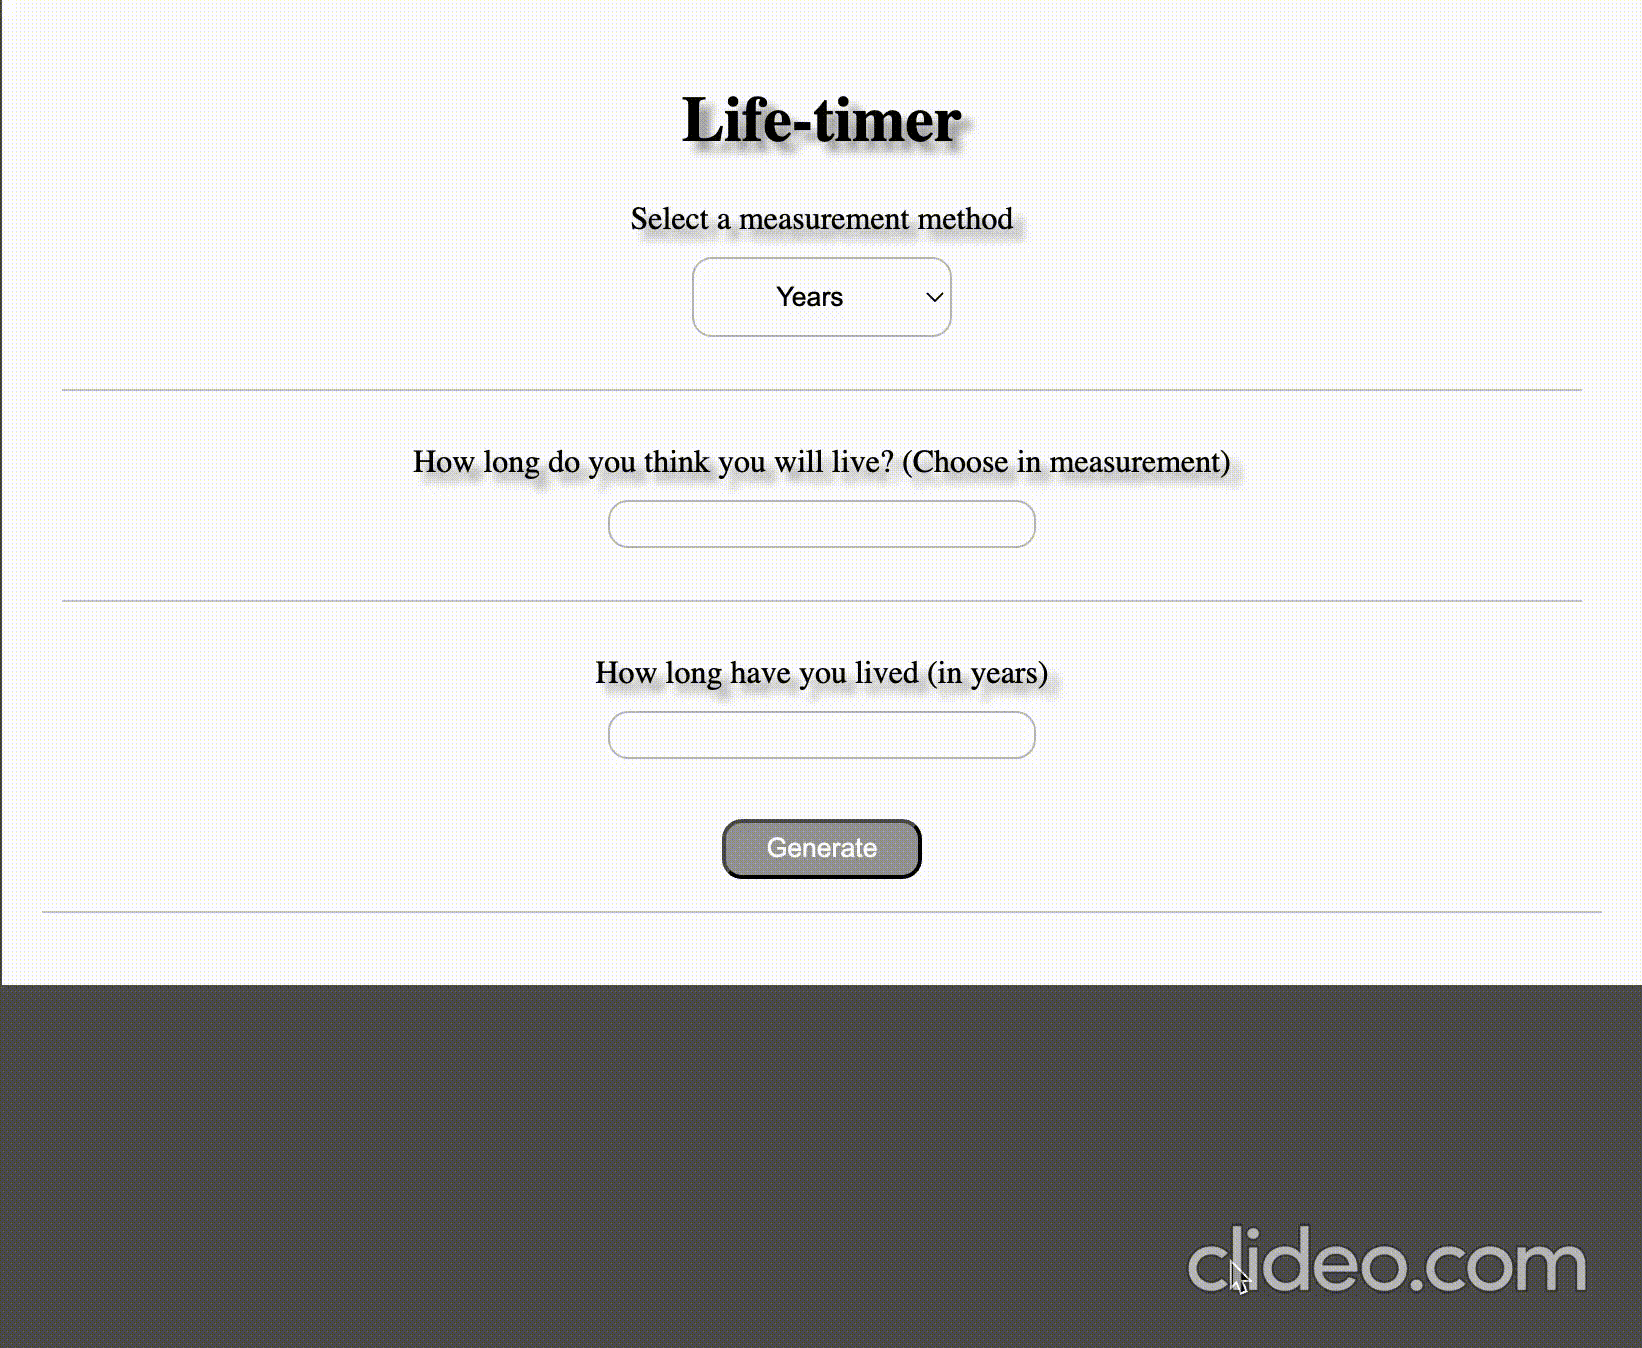 Life-timer
Select a measurement method
Years
How long do you think you will live? (Choose in measurement)
How long have you lived (in years)
Generate
clideo.com